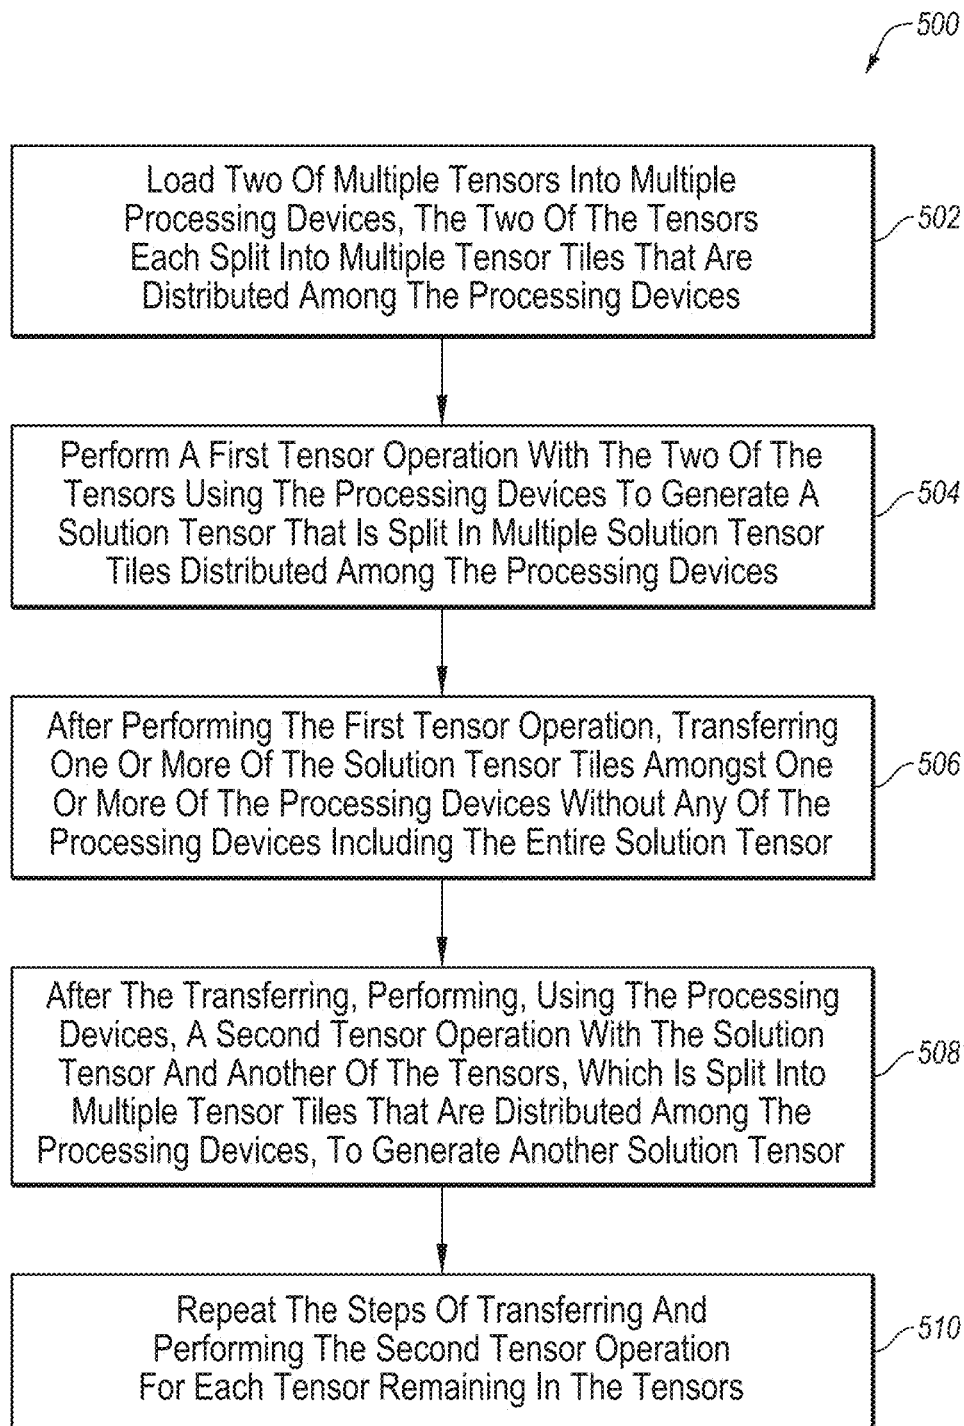 500
Load Two Of Multiple Tensors Into Multiple
Processing Devices, The Two Of The Tensors
Each Split Into Multiple Tensor Tiles That Are
Distributed Among The Processing Devices
502
Perform A First Tensor Operation With The Two Of The
Tensors Using The Processing Devices To Generate A
Solution Tensor That Is Split In Multiple Solution Tensor
Tiles Distributed Among The Processing Devices
504
After Performing The First Tensor Operation, Transferring
One Or More Of The Solution Tensor Tiles Amongst One
Or More Of The Processing Devices Without Any Of The
Processing Devices Including The Entire Solution Tensor
506
After The Transferring, Performing, Using The Processing
Devices, A Second Tensor Operation With The Solution
Tensor And Another Of The Tensors, Which Is Split Into
Multiple Tensor Tiles That Are Distributed Among The
Processing Devices, To Generate Another Solution Tensor
508
Repeat The Steps Of Transferring And
Performing The Second Tensor Operation
For Each Tensor Remaining In The Tensors
510